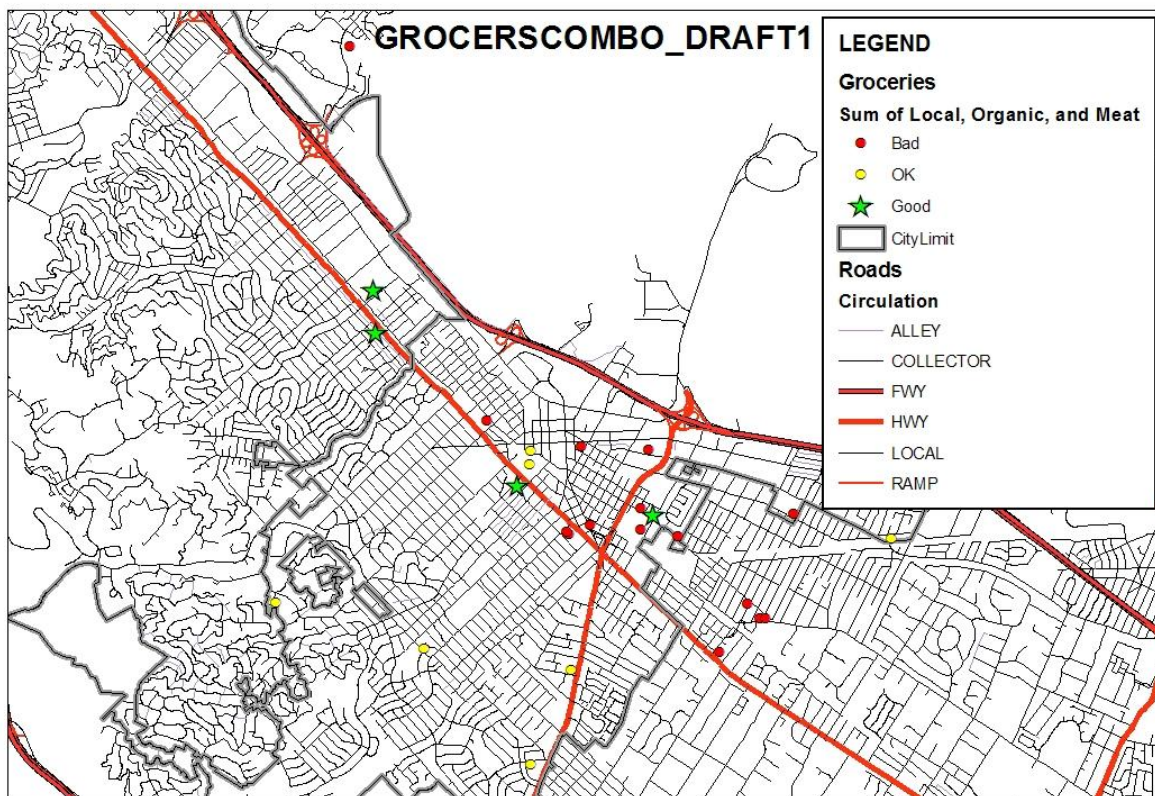 GROCERSCOMBO_DRAFT1
LEGEND
Groceries
Sum of Local, Organic, and Meat
Bad
OK
Good
CityLimit
Roads
Circulation
ALLEY
COLLECTOR
FWY
HWY
LOCAL
RAMP